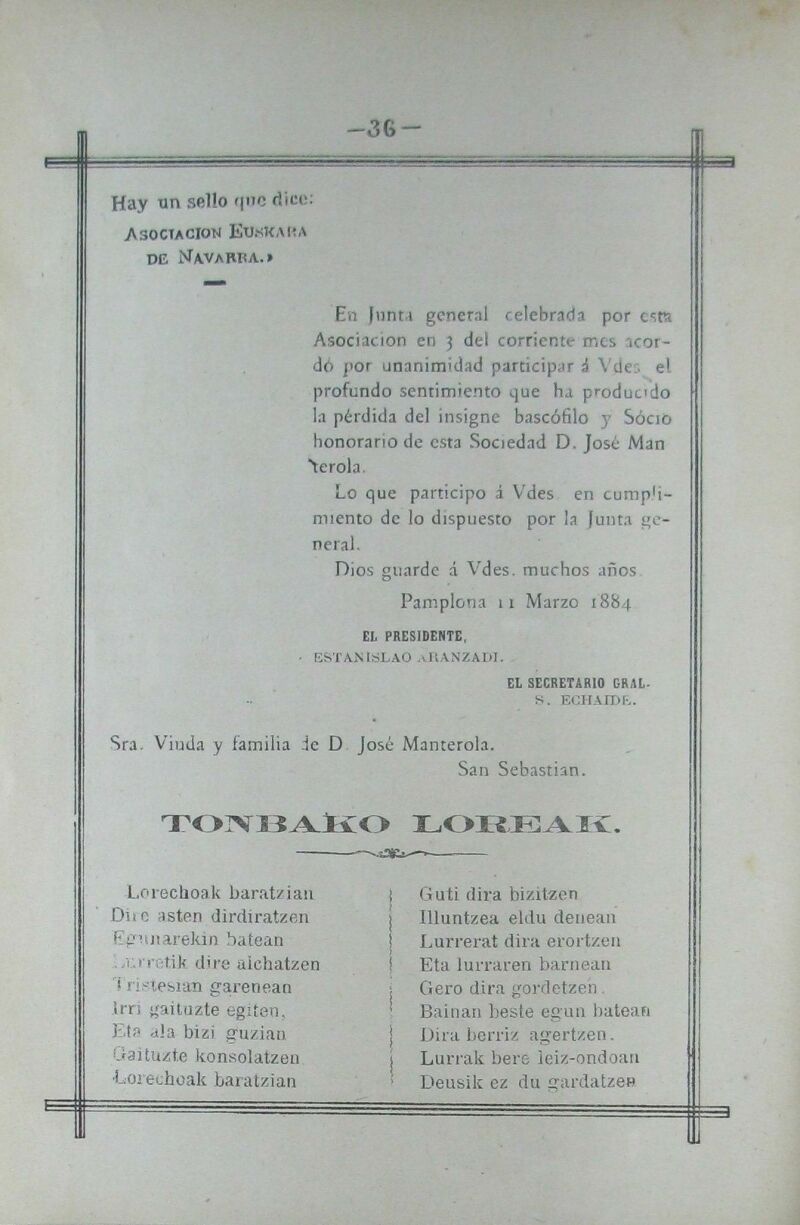 —36—
Hay un sello que dice:
ASOCIACION EUSKARA
DE NAVARRA.»
En Junta general celebrada por esta
Asociacion en 3 del corriente mes acor-
dó por unanimidad participar á Vdes. el
profundo sentimiento que ha producido
la pérdida del insigne bascófilo y Sócio
honorario de esta Sociedad D. José Man
terola.
Lo que participo á Vdes en cumpli-
miento de lo dispuesto por la Junta ge-
neral.
Dios guarde á Vdes. muchos años
Pamplona 11 Marzo 1884
EL PRESIDENTE,
ESTANISLAO ARANZADI.
EL SECRETARIO GRAL.
S. ECHAIDE.
Sra. Viuda y familia de D. José Manterola.
San Sebastian.
TONBAKO LOREAK.
Lorechoak baratzian
Dire asten dirdiratzen
Egunarekin batean
Lurretik dire aichatzen
Tristesian garenean
Irri gaituzte egiten,
Eta ala bizi guzian
Gaituzte konsolatzen
Lorechoak baratzian
Guti dira bizitzen
Illuntzea eldu denean
Lurrerat dira erortzen
Eta lurraren barnean
Gero dira gordetzen.
Bainan beste egun batean
Dira berriz agertzen.
Lurrak bere leiz-ondoan
Deusik ez du gardatzen